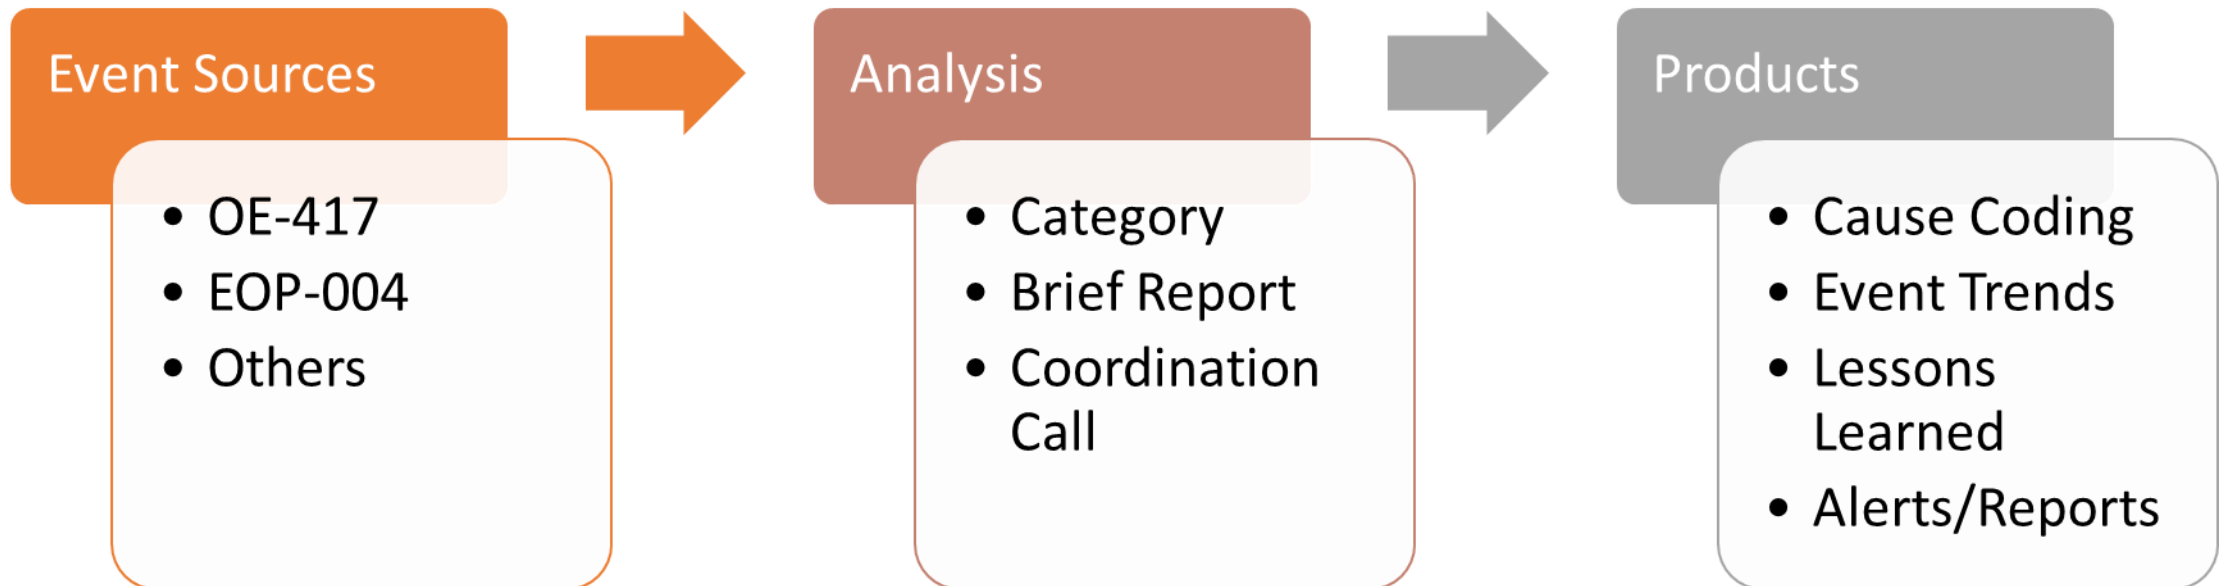 Event Sources
• OE-417
• EOP-004
• Others
Analysis
• Category
• Brief Report
• Coordination
Call
Products
• Cause Coding
• Event Trends
• Lessons
Learned
• Alerts/Reports